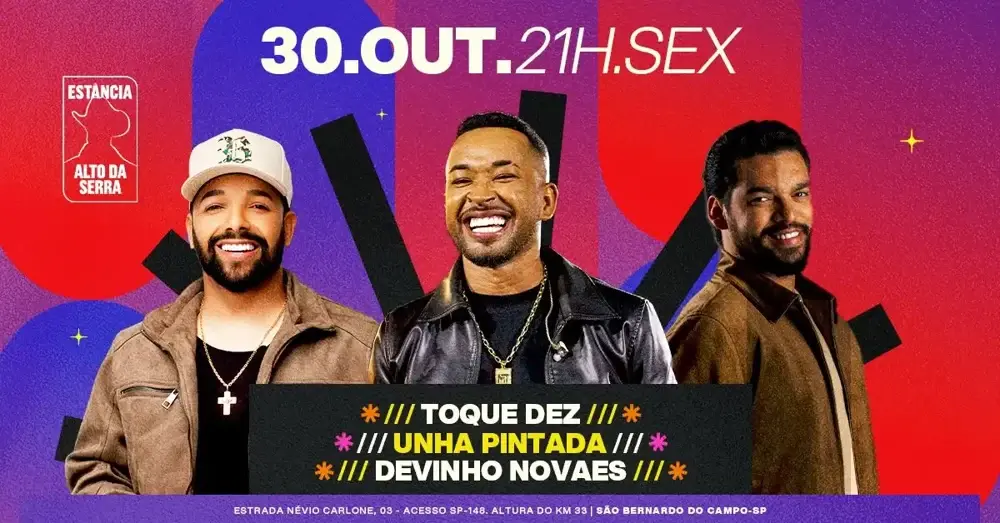 30.OUT.21H.SEX
ESTÂNCIA
ALTO DA
SERRA
/// TOQUE DEZ ///
/// UNHA PINTADA ///
/// DEVINHO NOVAES ///
ESTRADA NÉVIO CARLONE, 03 - ACESSO SP-148. ALTURA DO KM 33 | SÃO BERNARDO DO CAMPO-SP